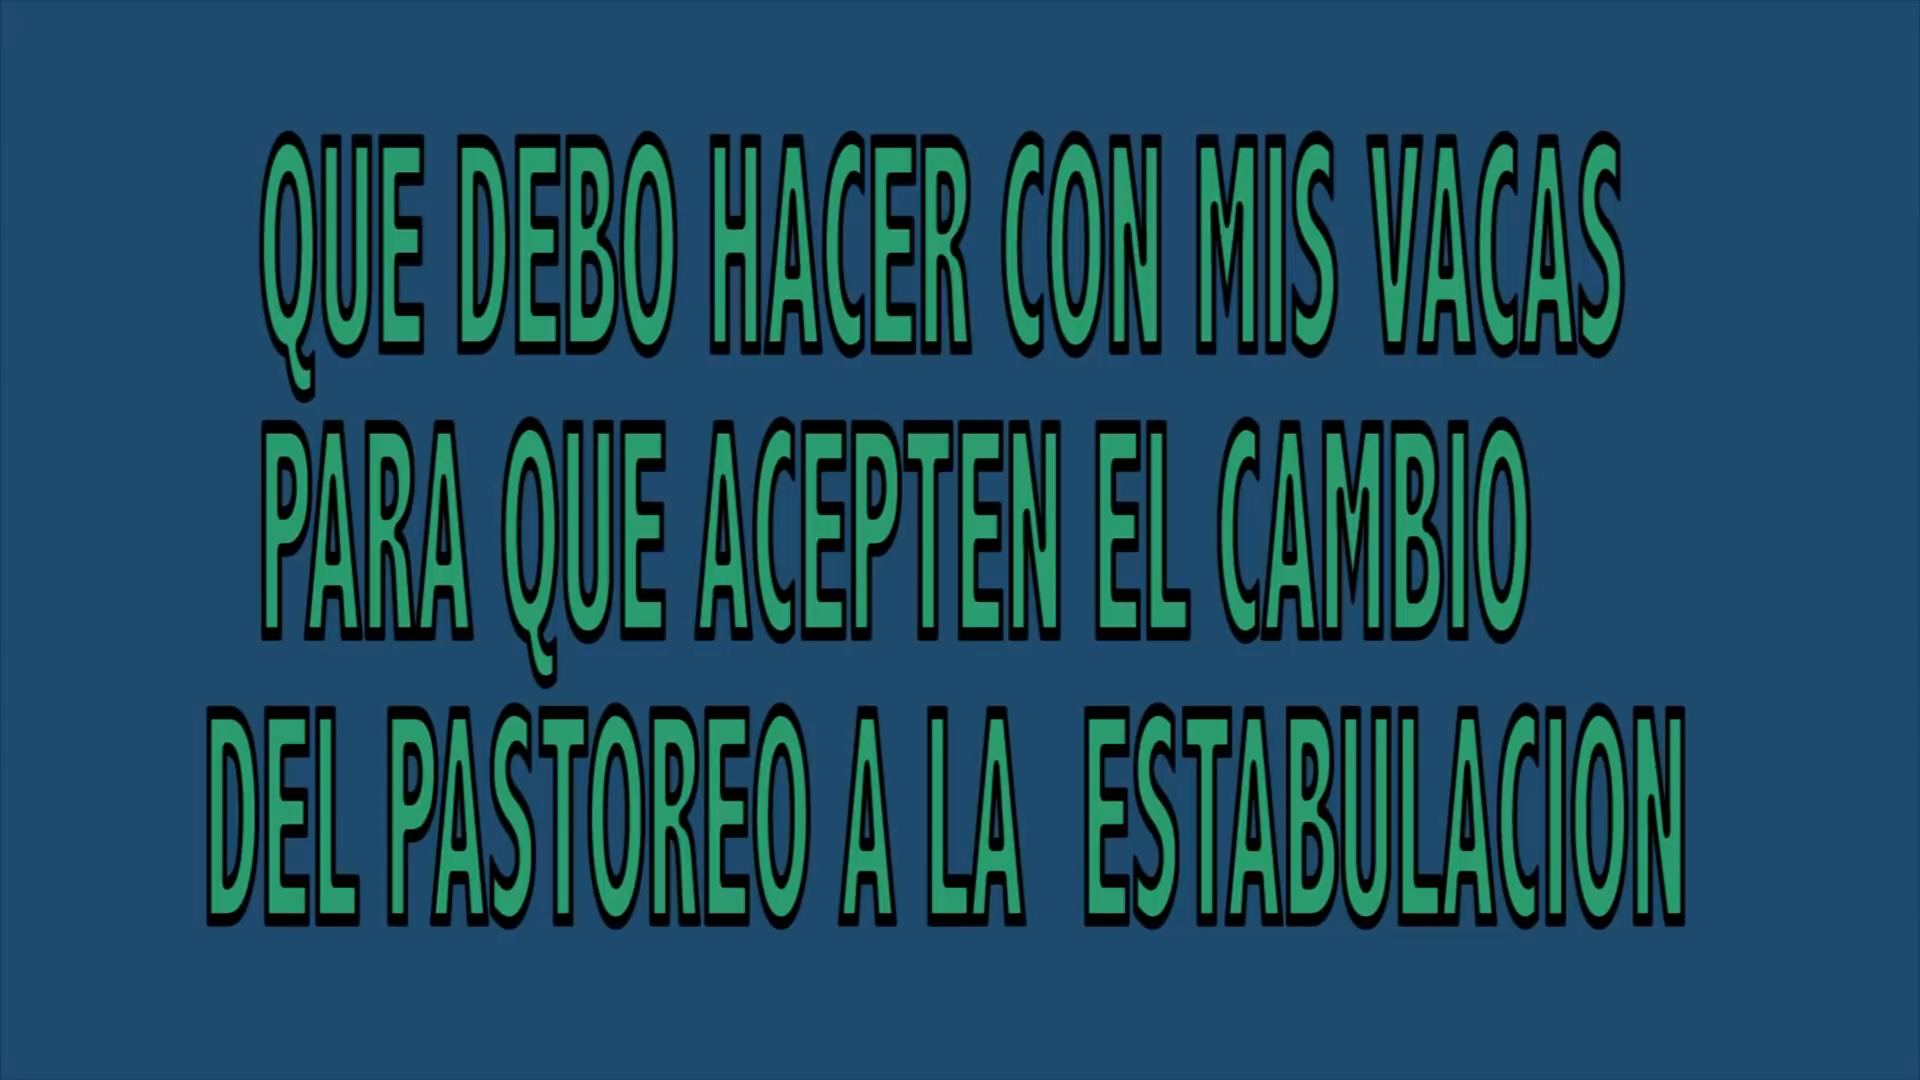 QUE DEBO HACER CON MIS VACAS
PARA QUE ACEPTEN EL CAMBIO
DEL PASTOREO A LA ESTABULACION